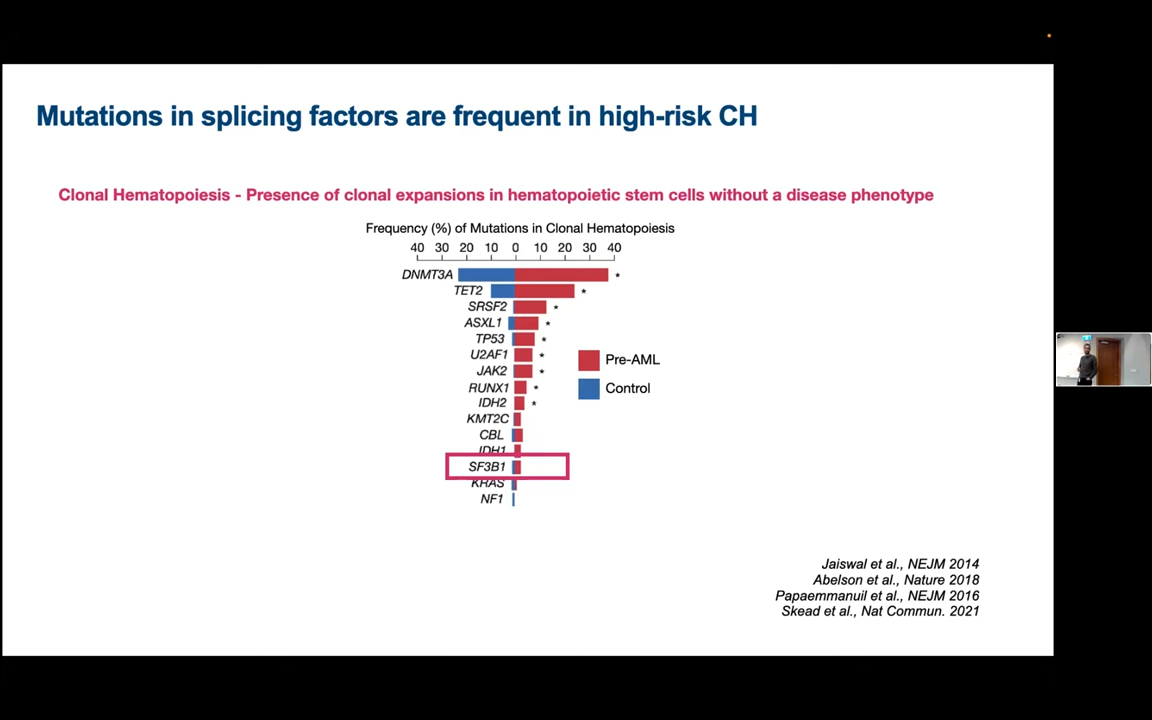 Mutations in splicing factors are frequent in high-risk CH
Clonal Hematopoiesis - Presence of clonal expansions in hematopoietic stem cells without a disease phenotype
Frequency (%) of Mutations in Clonal Hematopoiesis
40 30 20 10 0 10 20 30 40
DNMT3A *
TET2 *
SRSF2 *
ASXL1 *
TP53 *
U2AF1 *
JAK2 *
RUNX1 *
IDH2 *
KMT2C
CBL
IDH1
SF3B1
KRAS
NF1
Pre-AML
Control
Jaiswal et al., NEJM 2014
Abelson et al., Nature 2018
Papaemmanuil et al., NEJM 2016
Skead et al., Nat Commun. 2021